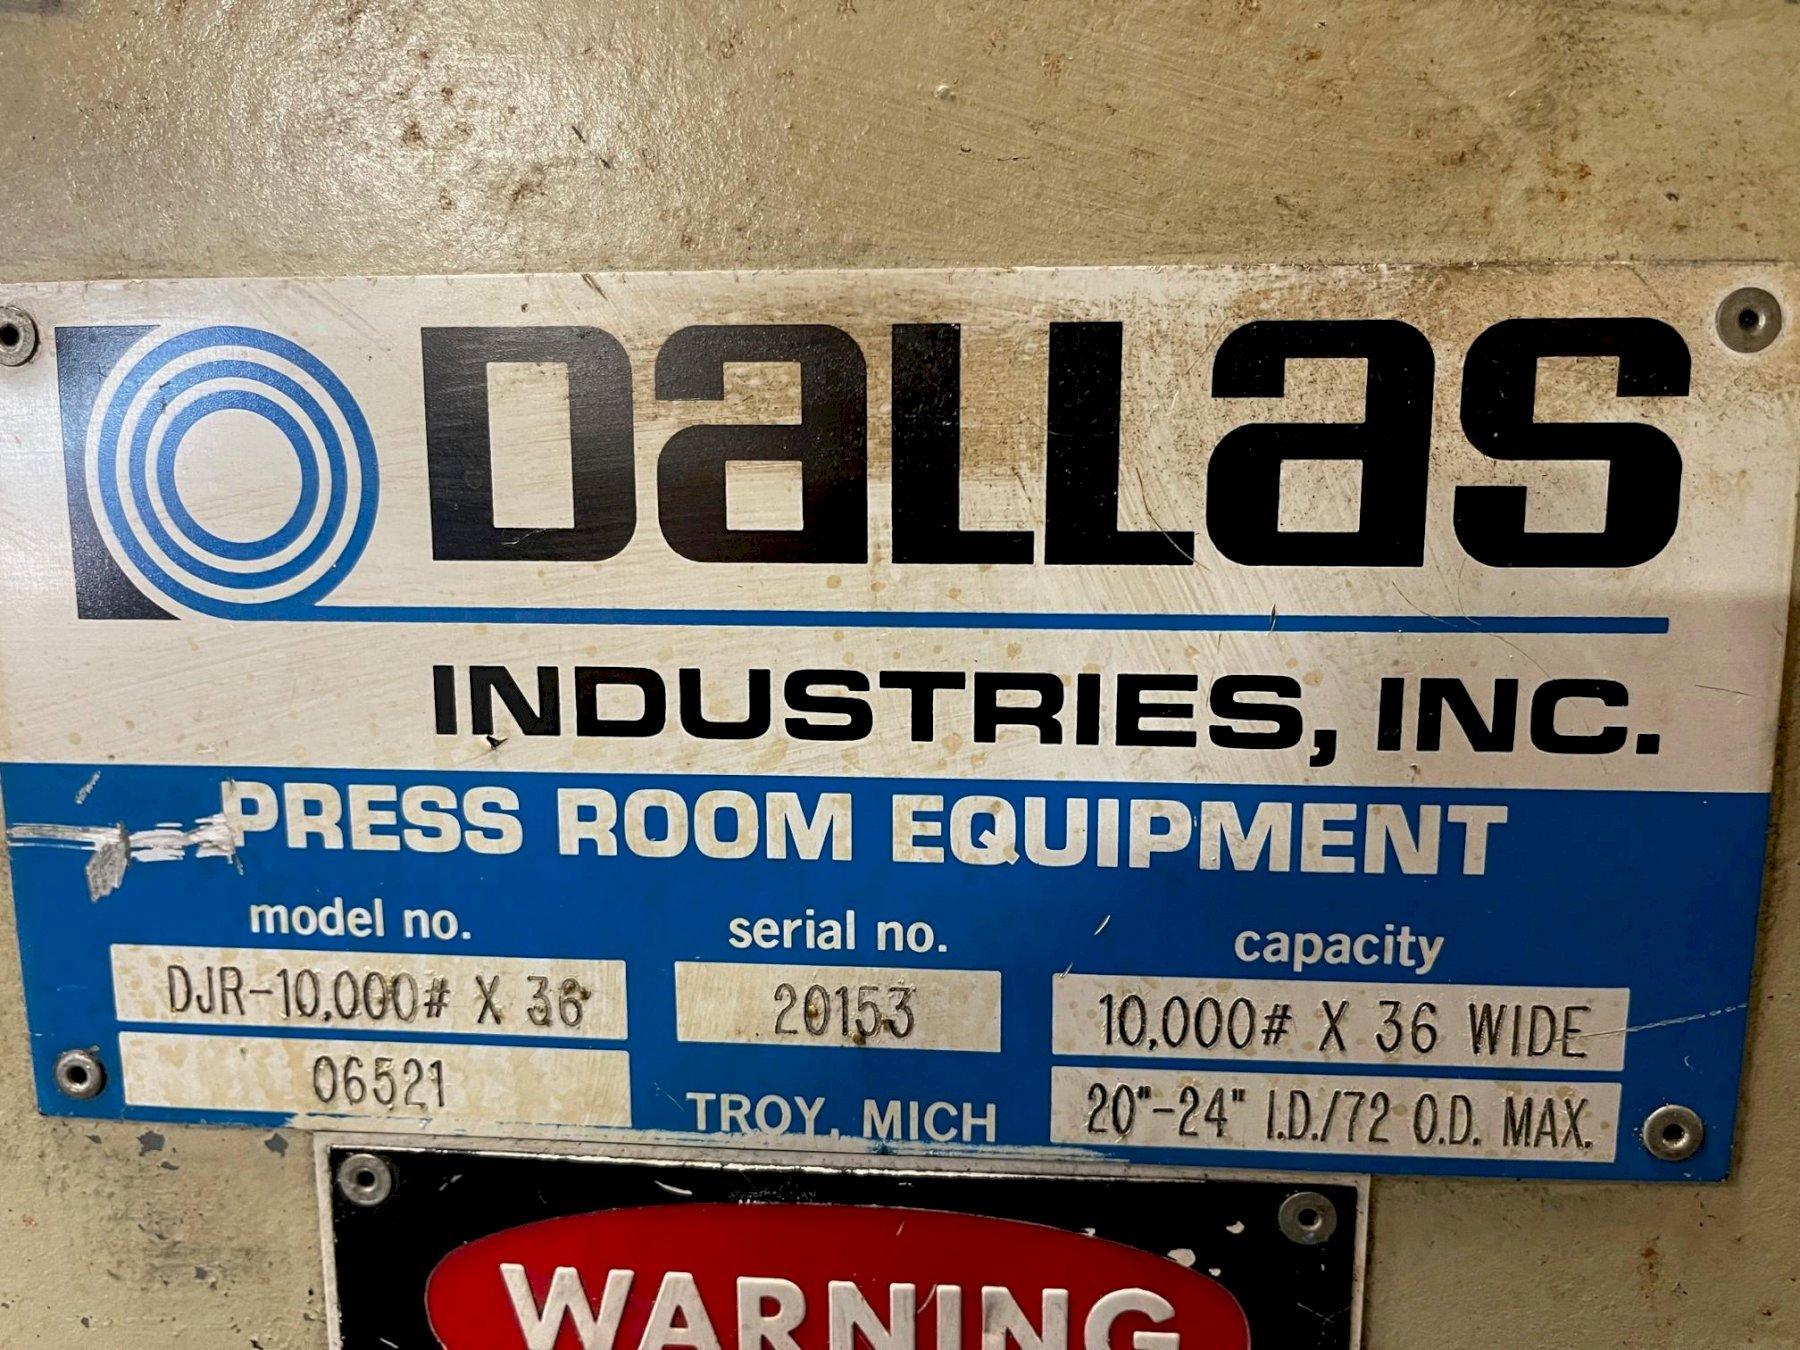 Dallas
INDUSTRIES, INC.
PRESS ROOM EQUIPMENT
model no. serial no. capacity
DJR-10,000# X 36 20153 10,000# X 36 WIDE
06521 TROY, MICH 20"-24" I.D./72 O.D. MAX.
WARNING